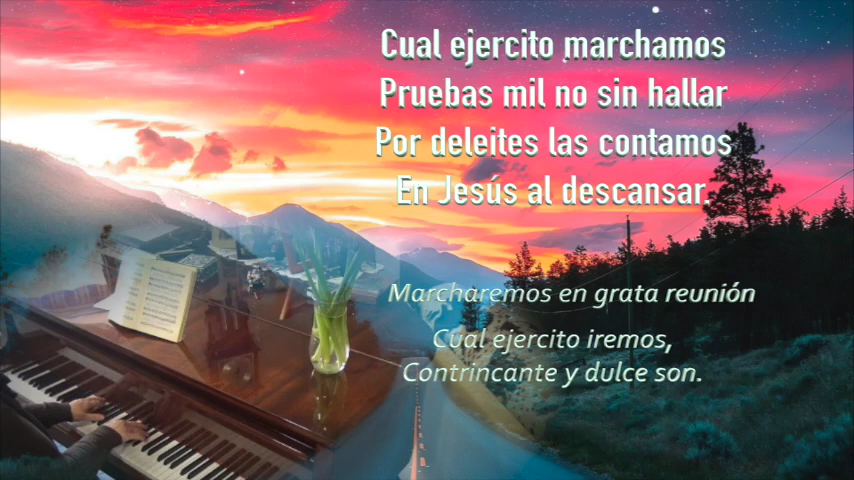 Cual ejercito marchamos
Pruebas mil no sin hallar
Por deleites las contamos
En Jesús al descansar.
Marcharemos en grata reunión
Cual ejercito iremos,
Contrincante y dulce son.